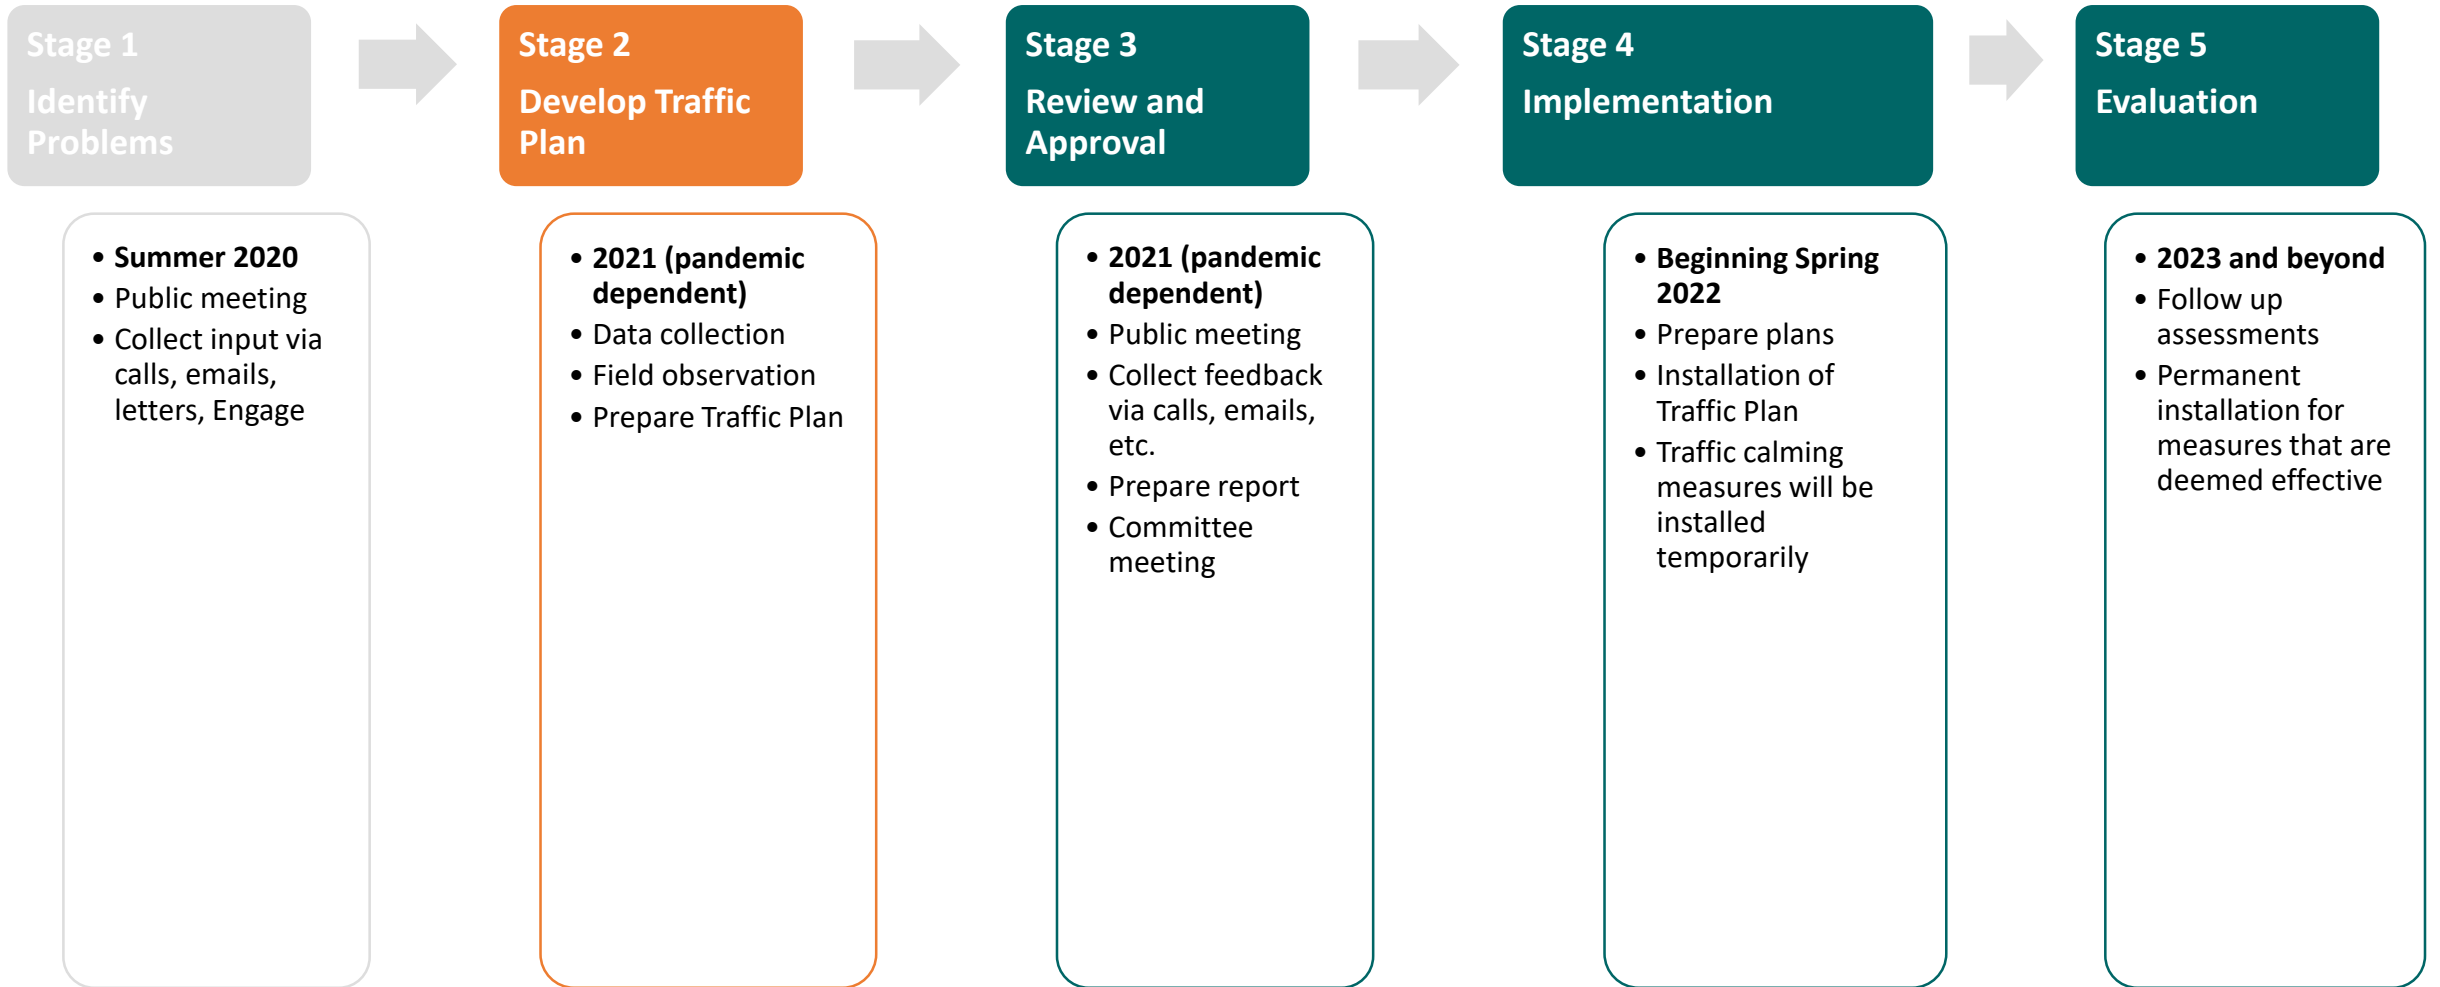 Stage 1
Identify
Problems
• Summer 2020
• Public meeting
• Collect input via
calls, emails,
letters, Engage
Stage 2
Develop Traffic
Plan
• 2021 (pandemic
dependent)
• Data collection
• Field observation
• Prepare Traffic Plan
Stage 3
Review and
Approval
• 2021 (pandemic
dependent)
• Public meeting
• Collect feedback
via calls, emails,
etc.
• Prepare report
• Committee
meeting
Stage 4
Implementation
• Beginning Spring
2022
• Prepare plans
• Installation of
Traffic Plan
• Traffic calming
measures will be
installed
temporarily
Stage 5
Evaluation
• 2023 and beyond
• Follow up
assessments
• Permanent
installation for
measures that are
deemed effective